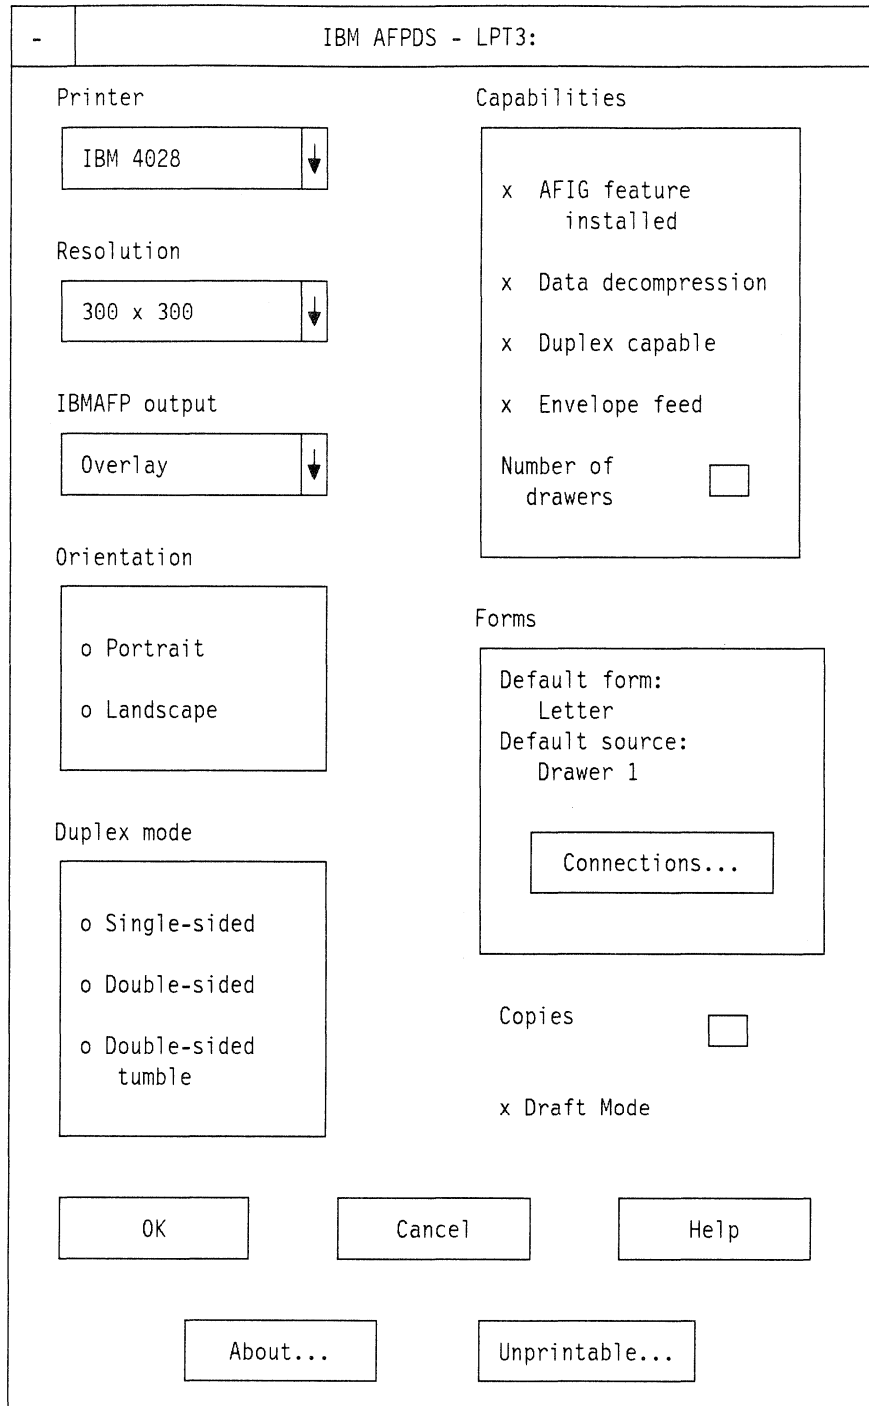 - IBM AFPDS - LPT3:
Printer
IBM 4028
Resolution
300 x 300
IBMAFP output
Overlay
Orientation
o Portrait
o Landscape
Duplex mode
o Single-sided
o Double-sided
o Double-sided
tumble
Capabilities
x AFIG feature
installed
x Data decompression
x Duplex capable
x Envelope feed
Number of
drawers
Forms
Default form:
Letter
Default source:
Drawer 1
Connections...
Copies
x Draft Mode
OK Cancel Help
About... Unprintable...